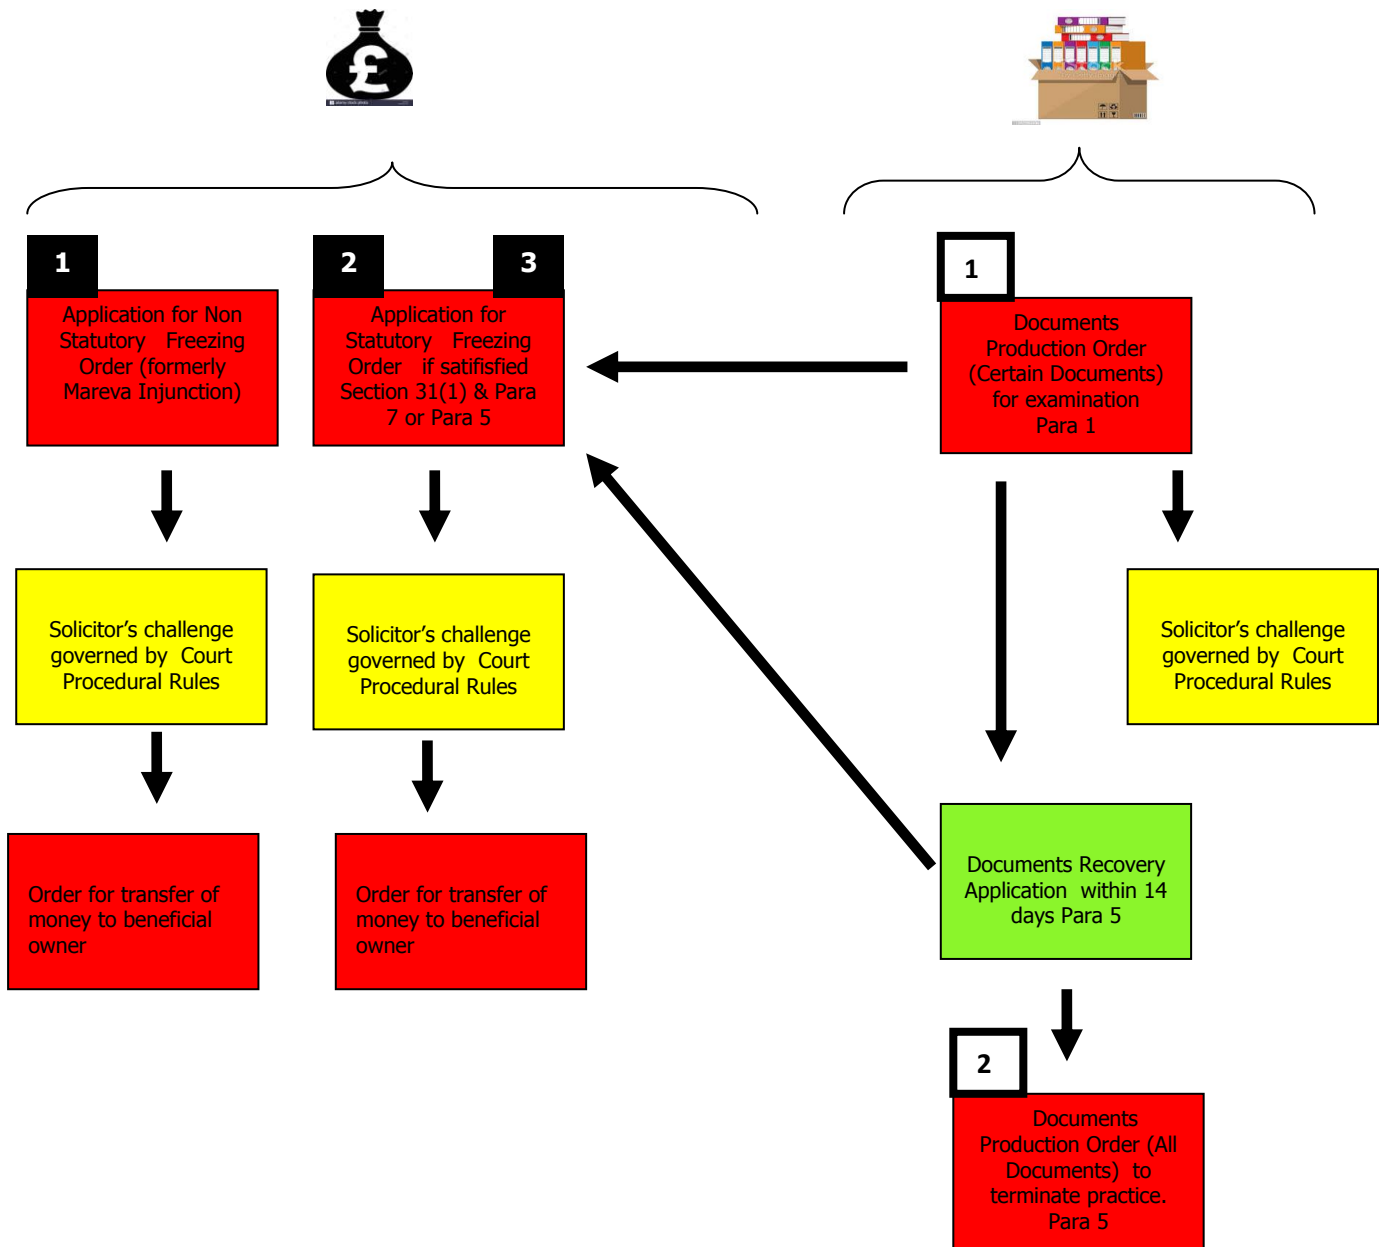 £
1
Application for Non
Statutory Freezing
Order (formerly
Mareva Injunction)
2
3
Application for
Statutory Freezing
Order if satifisfied
Section 31(1) & Para
7 or Para 5
1
Documents
Production Order
(Certain Documents)
for examination
Para 1
Solicitor’s challenge
governed by Court
Procedural Rules
Solicitor’s challenge
governed by Court
Procedural Rules
Solicitor’s challenge
governed by Court
Procedural Rules
Order for transfer of
money to beneficial
owner
Order for transfer of
money to beneficial
owner
Documents Recovery
Application within 14
days Para 5
2
Documents
Production Order (All
Documents) to
terminate practice.
Para 5